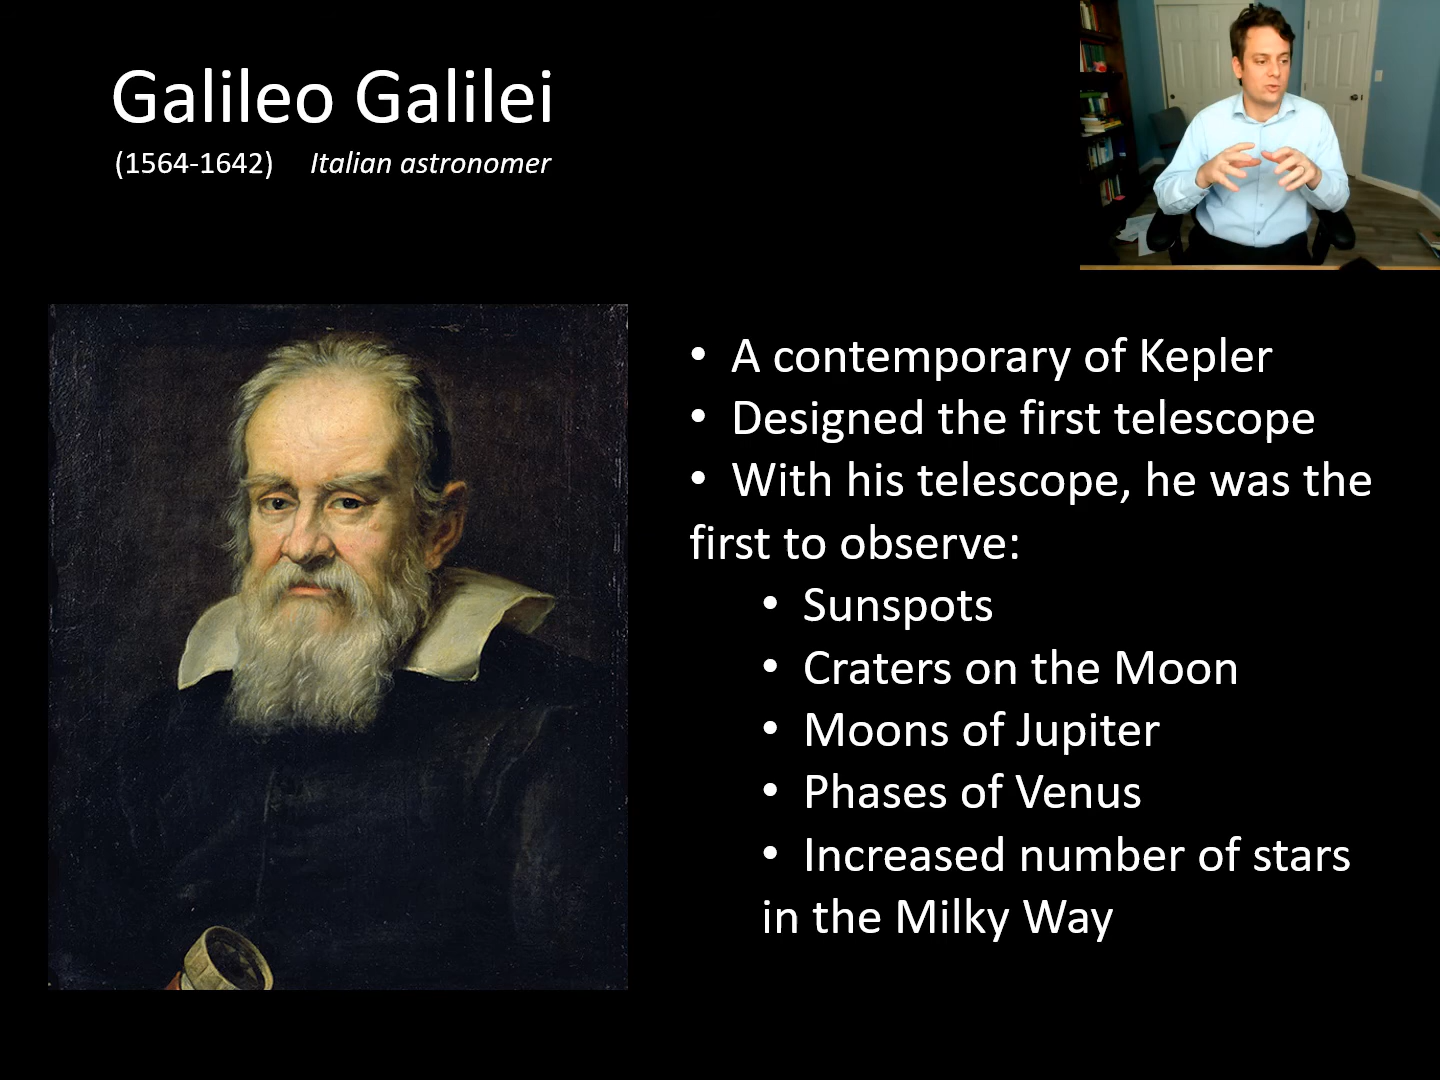 Galileo Galilei
(1564-1642) Italian astronomer
• A contemporary of Kepler
• Designed the first telescope
• With his telescope, he was the
first to observe:
• Sunspots
• Craters on the Moon
• Moons of Jupiter
• Phases of Venus
• Increased number of stars
in the Milky Way